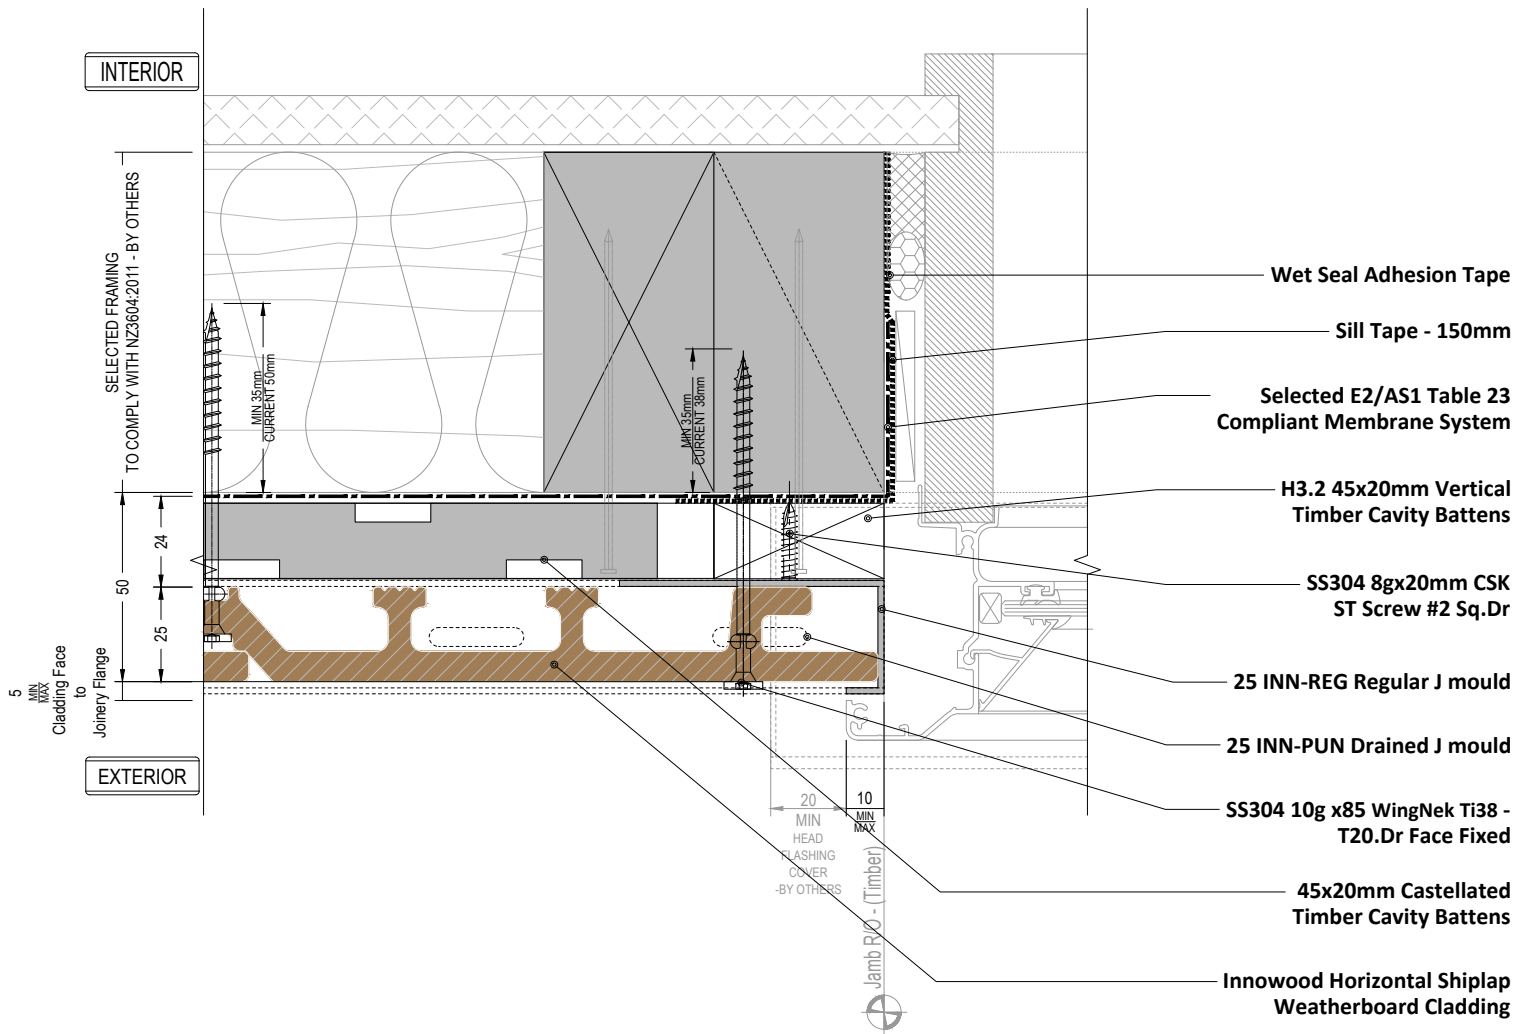 INTERIOR
SELECTED FRAMING
TO COMPLY WITH NZ3604:2011 - BY OTHERS
MIN 35mm
CURRENT 50mm
MIN 35mm
CURRENT 38mm
50
24
25
5
MIN
MAX
Cladding Face
to
Joinery Flange
EXTERIOR
20
MIN
HEAD
FLASHING
COVER
-BY OTHERS
10
MIN
MAX
Jamb R/O - (Timber)
Wet Seal Adhesion Tape
Sill Tape - 150mm
Selected E2/AS1 Table 23
Compliant Membrane System
H3.2 45x20mm Vertical
Timber Cavity Battens
SS304 8gx20mm CSK
ST Screw #2 Sq.Dr
25 INN-REG Regular J mould
25 INN-PUN Drained J mould
SS304 10g x85 WingNek Ti38 -
T20.Dr Face Fixed
45x20mm Castellated
Timber Cavity Battens
Innowood Horizontal Shiplap
Weatherboard Cladding